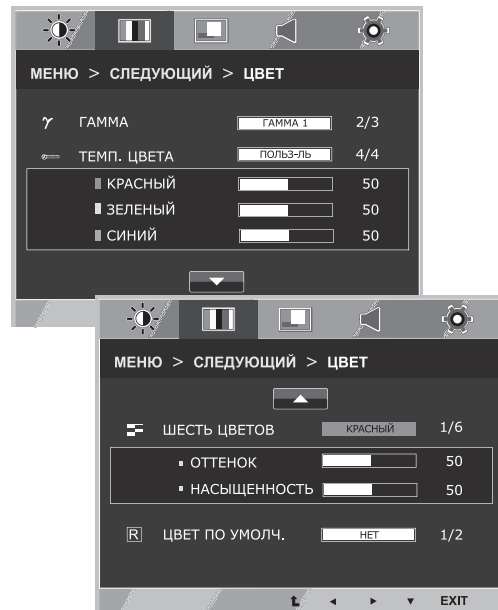 МЕНЮ > СЛЕДУЮЩИЙ > ЦВЕТ
γ ГАММА ГАММА 1 2/3
ТЕМП. ЦВЕТА ПОЛЬЗ-ЛЬ 4/4
КРАСНЫЙ 50
ЗЕЛЕНЫЙ 50
СИНИЙ 50
МЕНЮ > СЛЕДУЮЩИЙ > ЦВЕТ
ШЕСТЬ ЦВЕТОВ КРАСНЫЙ 1/6
ОТТЕНОК 50
НАСЫЩЕННОСТЬ 50
R ЦВЕТ ПО УМОЛЧ. НЕТ 1/2
EXIT